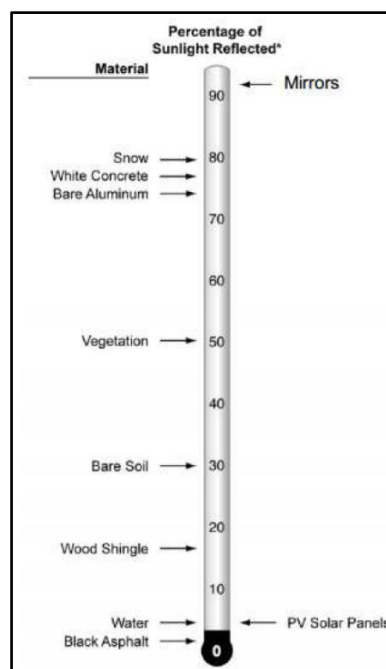 Percentage of
Sunlight Reflected*
Material
90
Mirrors
Snow
80
White Concrete
Bare Aluminum
70
60
Vegetation
50
40
Bare Soil
30
20
Wood Shingle
10
Water
PV Solar Panels
Black Asphalt
0